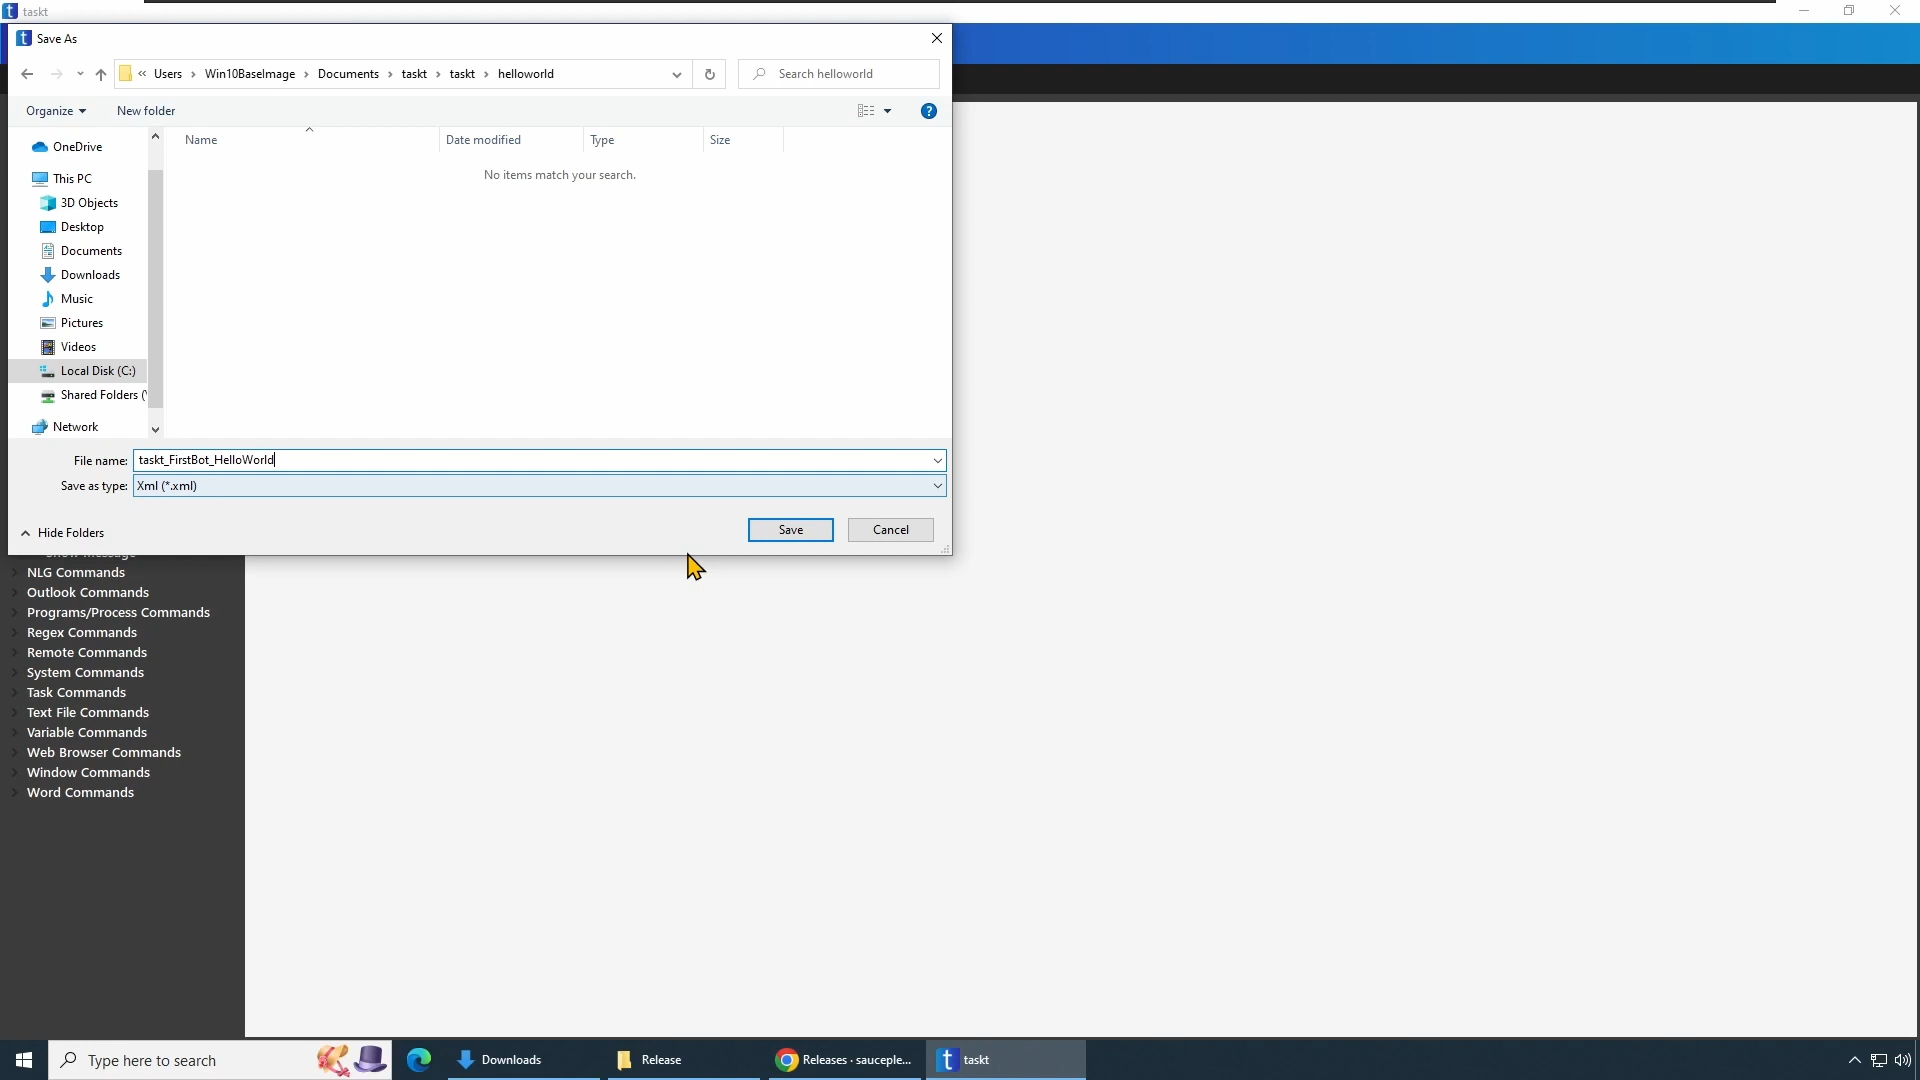 taskt
Save As
« Users › Win10BaseImage › Documents › taskt › taskt › helloworld
Search helloworld
Organize
New folder
Name
Date modified
Type
Size
No items match your search.
OneDrive
This PC
3D Objects
Desktop
Documents
Downloads
Music
Pictures
Videos
Local Disk (C:)
Shared Folders (
Network
File name: taskt_FirstBot_HelloWorld
Save as type: Xml (*.xml)
Hide Folders
Save
Cancel
NLG Commands
Outlook Commands
Programs/Process Commands
Regex Commands
Remote Commands
System Commands
Task Commands
Text File Commands
Variable Commands
Web Browser Commands
Window Commands
Word Commands
Type here to search
Downloads
Release
Releases · sauceple...
taskt